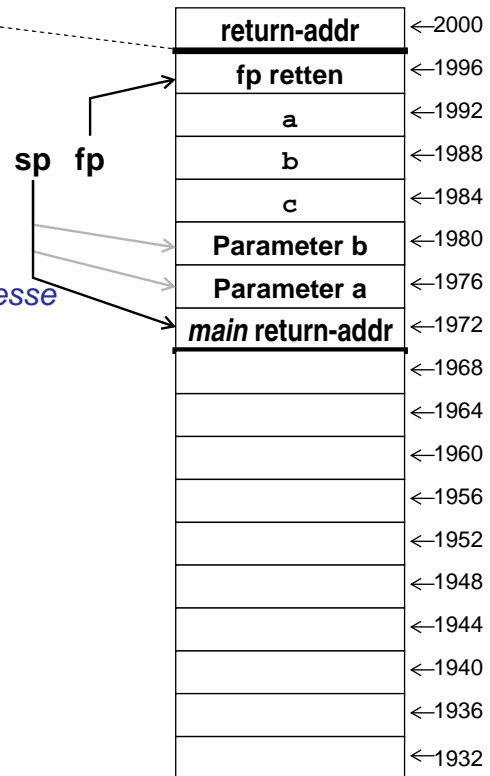 return-addr ←2000
fp retten ←1996
a ←1992
b ←1988
sp fp
c ←1984
Parameter b ←1980
Parameter a ←1976
esse
main return-addr ←1972
←1968
←1964
←1960
←1956
←1952
←1948
←1944
←1940
←1936
←1932